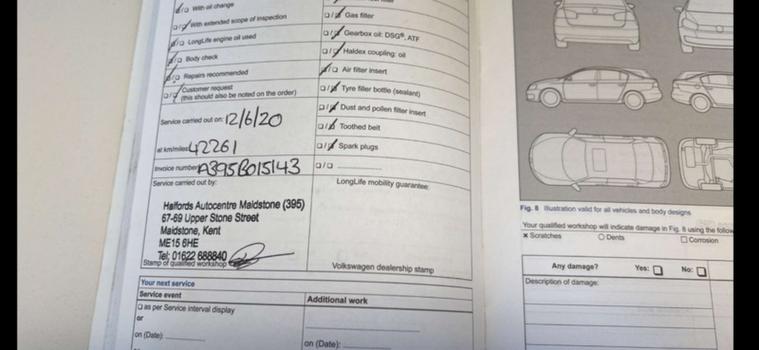 With oil change
With extended scope of inspection
LongLife engine oil used
Body check
Repairs recommended
Customer request
(this should also be noted on the order)
Service carried out on: 12/6/20
at km/miles 42261
Invoice number A395B015143
Service carried out by:
Halfords Autocentre Maidstone (395)
67-69 Upper Stone Street
Maidstone, Kent
ME15 6HE
Tel: 01622 688840
Stamp of qualified workshop
Gas filter
Gearbox oil: DSG®, ATF
Haldex coupling: oil
Air filter insert
Tyre filler bottle (sealant)
Dust and pollen filter insert
Toothed belt
Spark plugs
LongLife mobility guarantee:
Volkswagen dealership stamp
Your next service
Service event
Additional work
as per Service interval display
or
on (Date):
on (Date):
Fig. 8 Illustration valid for all vehicles and body designs
Your qualified workshop will indicate damage in Fig. 8 using the
x Scratches
Dents
Corrosion
Any damage? Yes: No:
Description of damage: